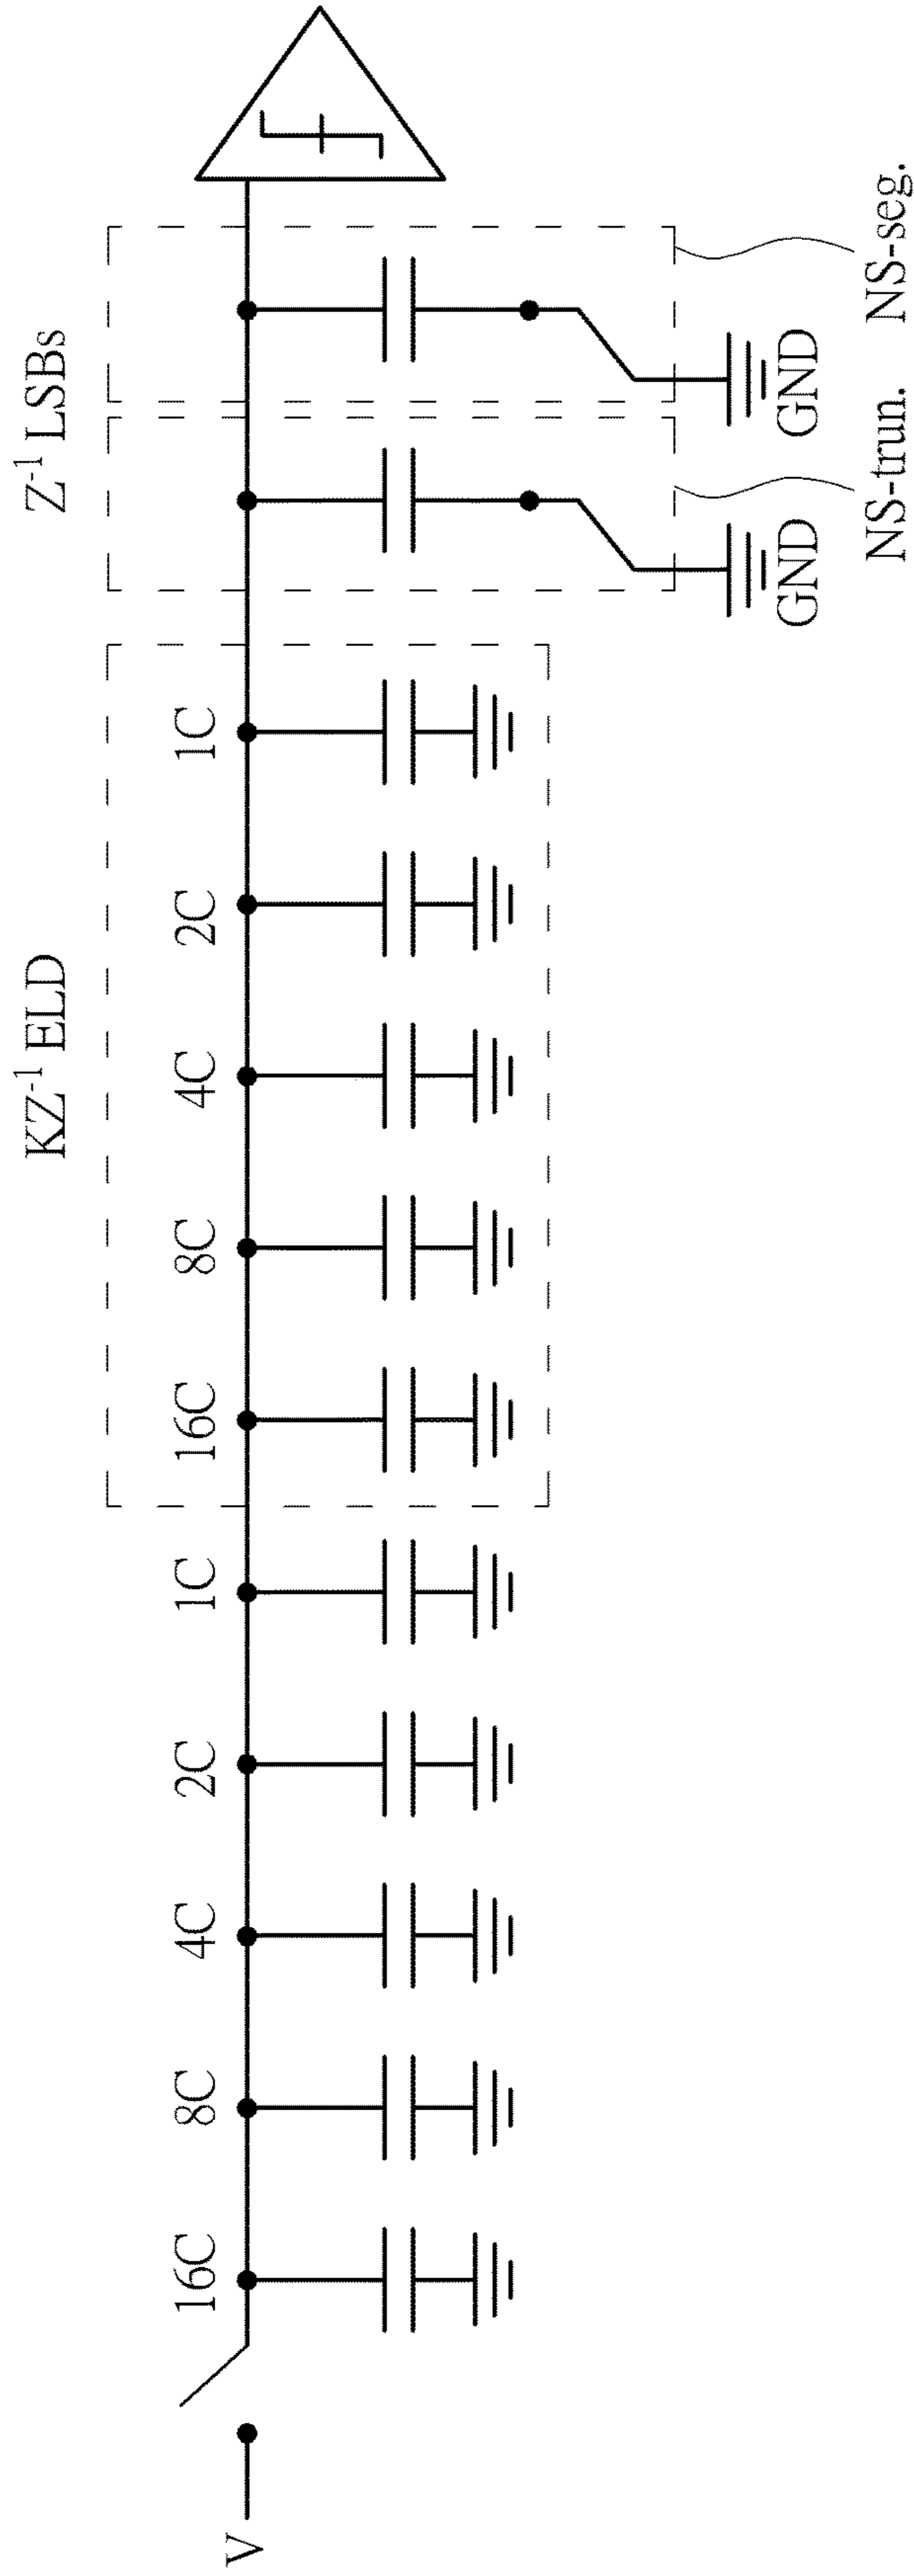 KZ⁻¹ ELD
Z⁻¹ LSBs
16C 8C 4C 2C 1C 16C 8C 4C 2C 1C
V
GND GND
NS-trun. NS-seg.